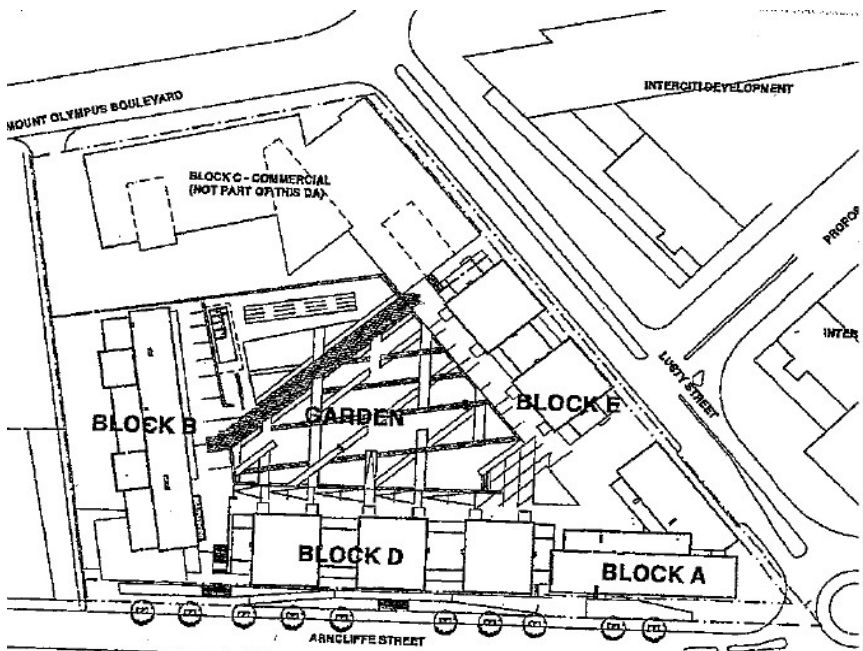 MOUNT OLYMPUS BOULEVARD
INTERCITI DEVELOPMENT
BLOCK C - COMMERCIAL
(NOT PART OF THIS DA)
PROPOS
INTER
LUSTY STREET
BLOCK B
GARDEN
BLOCK E
BLOCK D
BLOCK A
ARNCLIFFE STREET